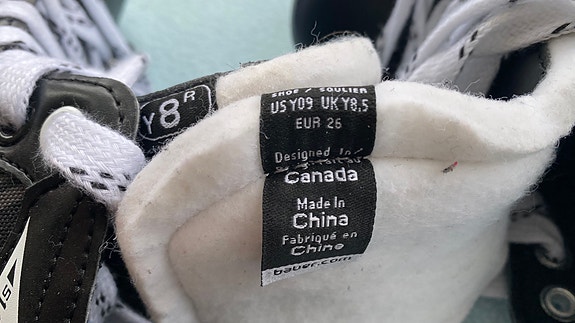 Y8R
SHOE / SOULIER
US Y09 UK Y8.5
EUR 26
Designed In/
Canada
Made In
China
Fabriqué en
Chine
bauer.com